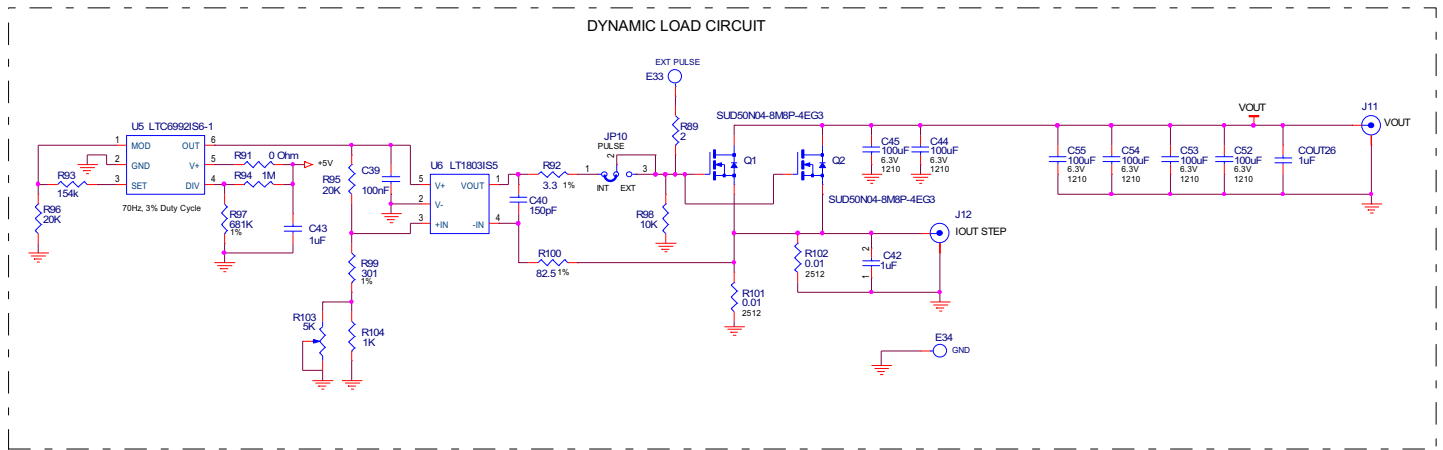 DYNAMIC LOAD CIRCUIT
EXT PULSE
E33
SUD50N04-8M8P-4EG3
R89
2
JP10
PULSE
2
1
3
INT
EXT
Q1
Q2
SUD50N04-8M8P-4EG3
U5 LTC6992IS6-1
1
MOD
OUT
6
2
GND
V+
5
3
SET
DIV
4
R91
0 Ohm
+5V
R94
1M
R93
154k
R96
20K
70Hz, 3% Duty Cycle
R97
681K
1%
C43
1uF
R95
20K
C39
100nF
U6 LT1803IS5
5
V+
VOUT
1
2
V-
3
+IN
-IN
4
R92
3.3 1%
C40
150pF
R98
10K
R100
82.5 1%
R99
301
1%
R103
5K
R104
1K
R101
0.01
2512
R102
0.01
2512
2
C42
1uF
1
J12
IOUT STEP
E34
GND
C45
100uF
6.3V
1210
C44
100uF
6.3V
1210
C55
100uF
6.3V
1210
C54
100uF
6.3V
1210
C53
100uF
6.3V
1210
C52
100uF
6.3V
1210
COUT26
1uF
VOUT
J11
VOUT